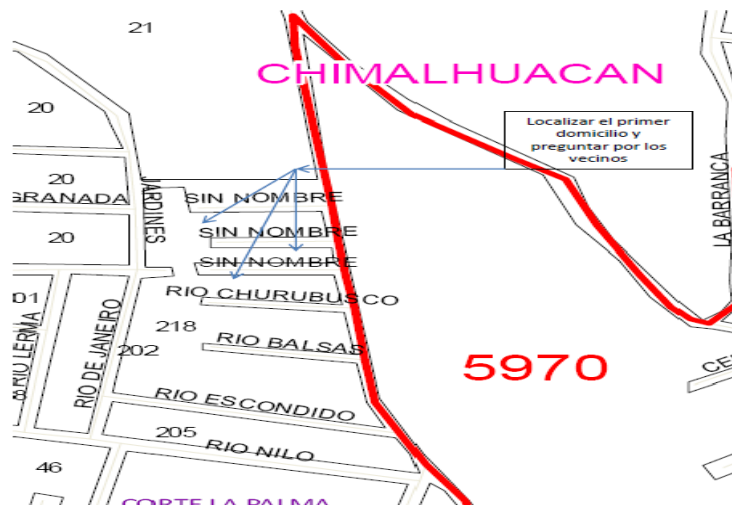 21
CHIMALHUACAN
20
Localizar el primer
domicilio y
preguntar por los
vecinos
20
GRANADA
JARDINES
SIN NOMBRE
LA BARRANCA
20
SIN NOMBRE
SIN NOMBRE
RIO CHURUBUSCO
01
218
RIO BALSAS
RIO LERMA
RIO DE JANEIRO
202
5970
CE
RIO ESCONDIDO
205
RIO NILO
46
CORTE LA PALMA